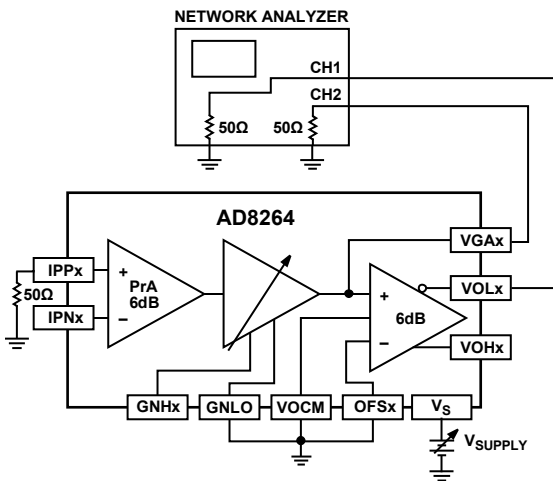 NETWORK ANALYZER
CH1
CH2
50Ω
50Ω
AD8264
VGAx
IPPx
PrA
6dB
+
−
50Ω
IPNx
+
6dB
−
VOLx
VOHx
GNHx
GNLO
VOCM
OFSx
VS
VSUPPLY